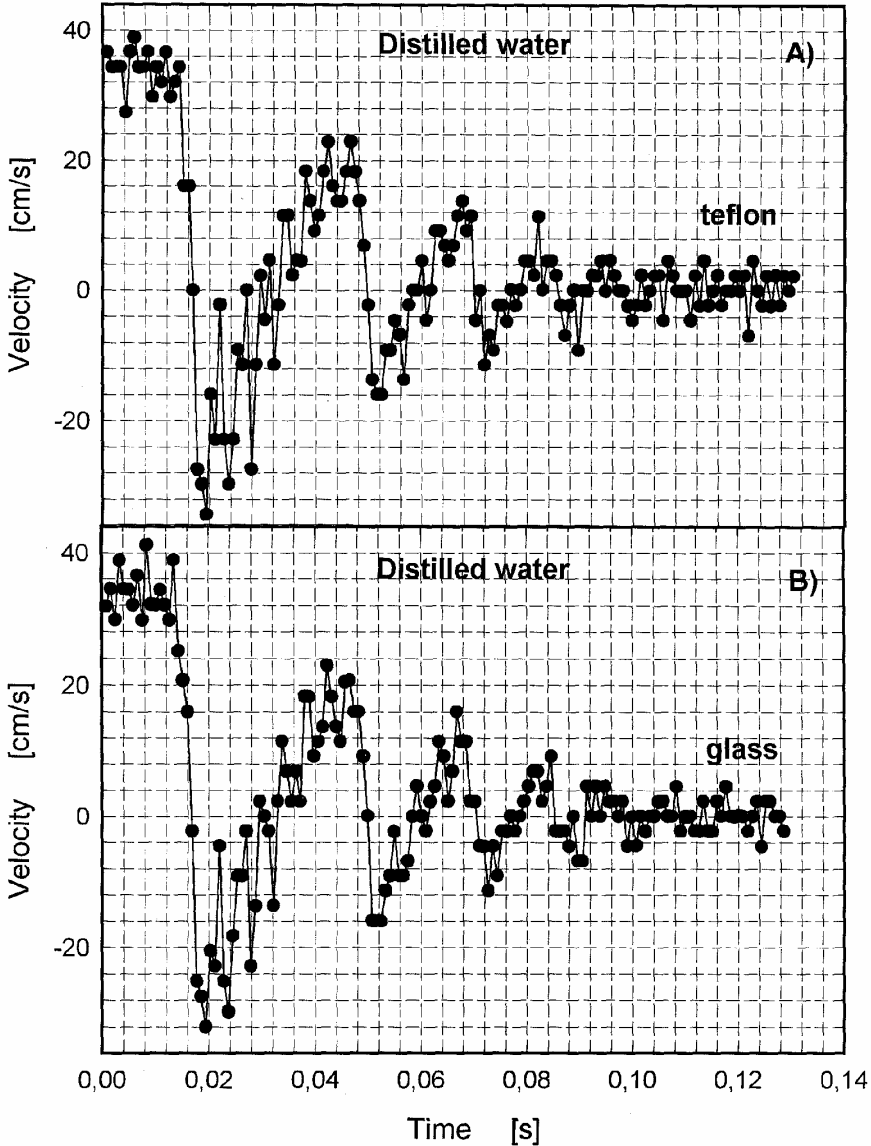 40
20
0
-20
Velocity [cm/s]
Distilled water
A)
teflon
40
20
0
-20
Velocity [cm/s]
Distilled water
B)
glass
0,00 0,02 0,04 0,06 0,08 0,10 0,12 0,14
Time [s]